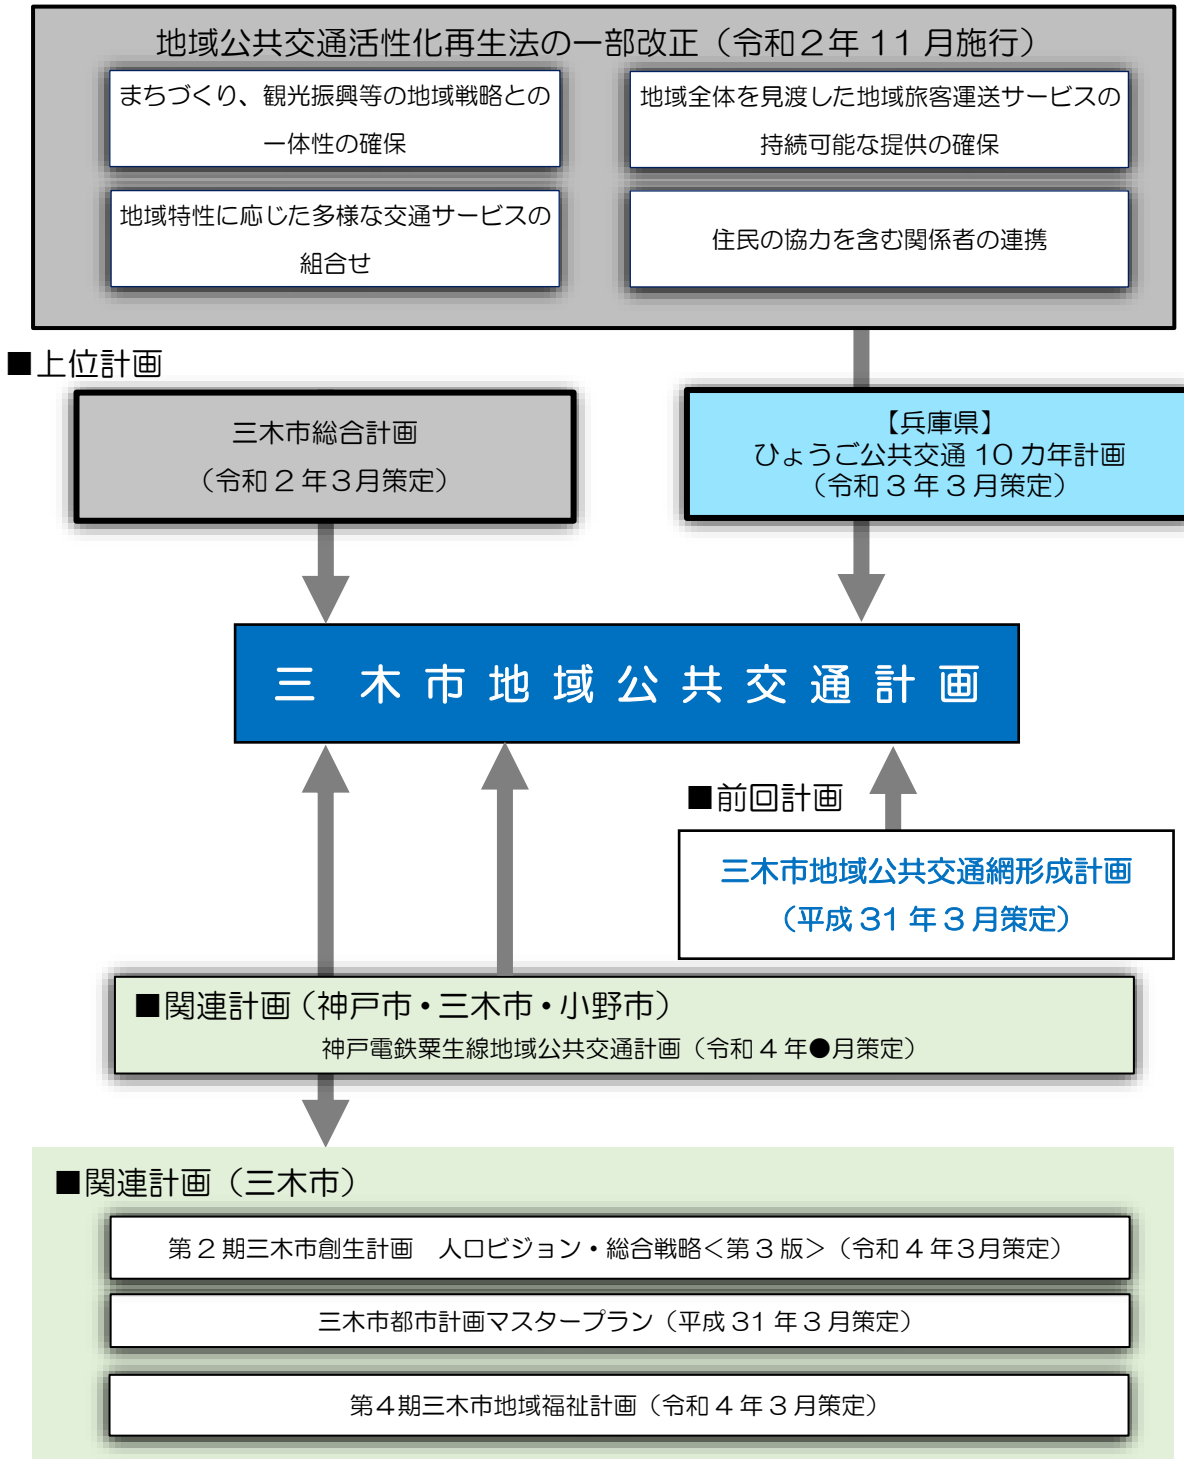 地域公共交通活性化再生法の一部改正（令和２年 11 月施行）
まちづくり、観光振興等の地域戦略との
一体性の確保
地域全体を見渡した地域旅客運送サービスの
持続可能な提供の確保
地域特性に応じた多様な交通サービスの
組合せ
住民の協力を含む関係者の連携
■上位計画
三木市総合計画
（令和２年３月策定）
【兵庫県】
ひょうご公共交通 10 カ年計画
（令和３年３月策定）
三木市地域公共交通計画
■前回計画
三木市地域公共交通網形成計画
（平成 31 年３月策定）
■関連計画（神戸市・三木市・小野市）
神戸電鉄粟生線地域公共交通計画（令和４年●月策定）
■関連計画（三木市）
第２期三木市創生計画　人口ビジョン・総合戦略＜第３版＞（令和４年３月策定）
三木市都市計画マスタープラン（平成 31 年３月策定）
第４期三木市地域福祉計画（令和４年３月策定）